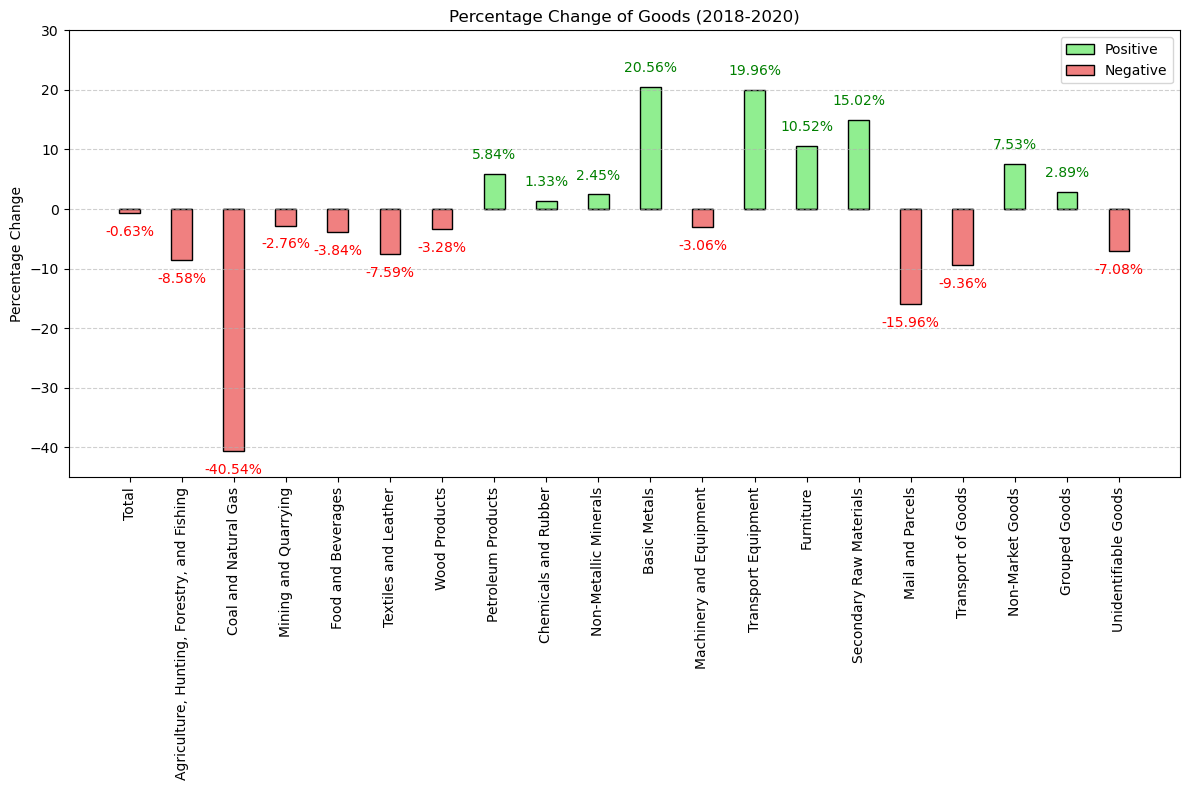 Percentage Change of Goods (2018-2020)
Positive
Negative
Percentage Change
30
20
10
0
−10
−20
−30
−40
-0.63%
-8.58%
-40.54%
-2.76%
-3.84%
-7.59%
-3.28%
5.84%
1.33%
2.45%
20.56%
-3.06%
19.96%
10.52%
15.02%
-15.96%
-9.36%
7.53%
2.89%
-7.08%
Total
Agriculture, Hunting, Forestry, and Fishing
Coal and Natural Gas
Mining and Quarrying
Food and Beverages
Textiles and Leather
Wood Products
Petroleum Products
Chemicals and Rubber
Non-Metallic Minerals
Basic Metals
Machinery and Equipment
Transport Equipment
Furniture
Secondary Raw Materials
Mail and Parcels
Transport of Goods
Non-Market Goods
Grouped Goods
Unidentifiable Goods